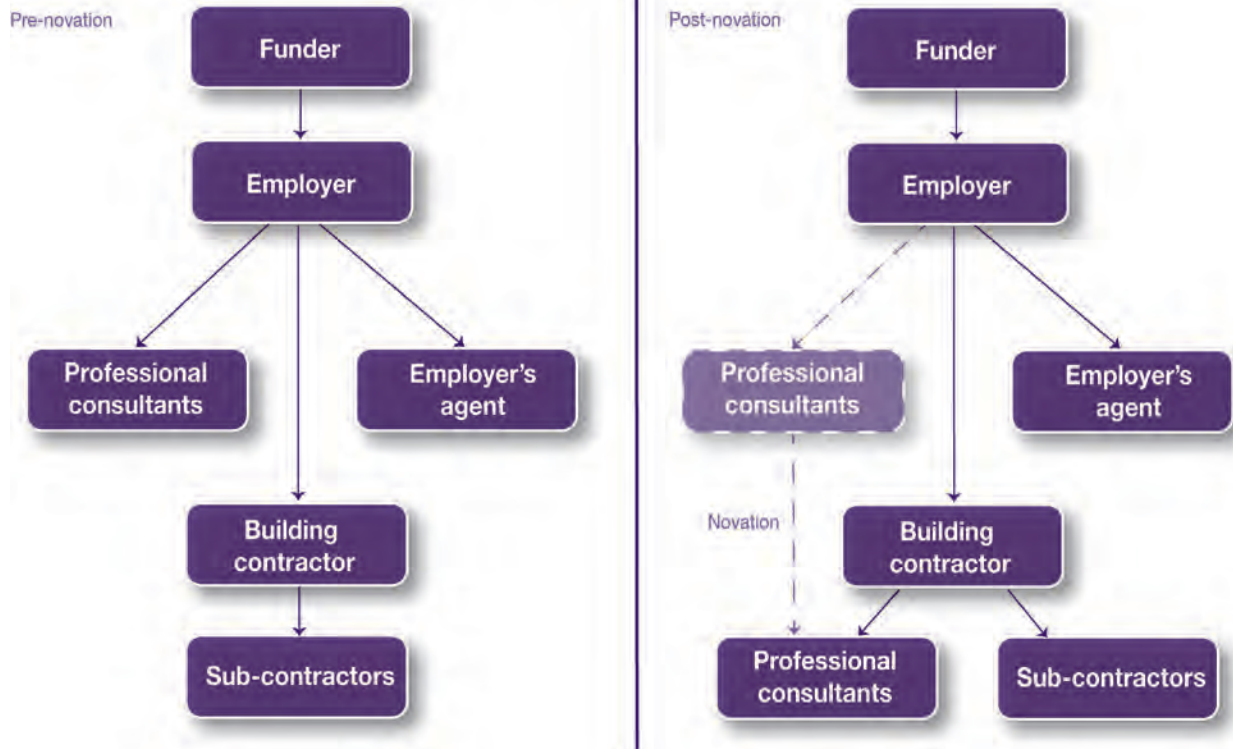 Pre-novation
Funder
Employer
Professional
consultants
Employer’s
agent
Building
contractor
Sub-contractors
Post-novation
Funder
Employer
Professional
consultants
Employer’s
agent
Novation
Building
contractor
Professional
consultants
Sub-contractors